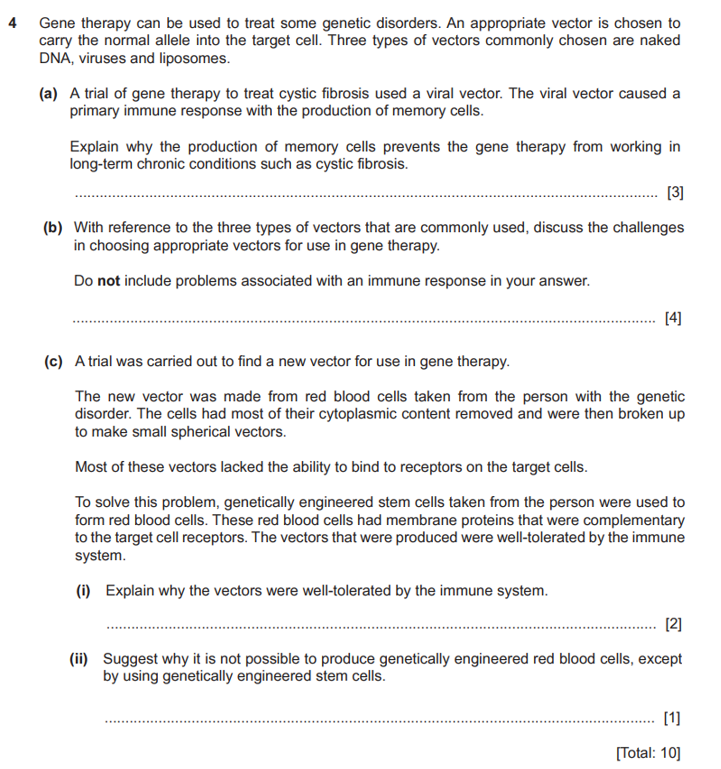 4 Gene therapy can be used to treat some genetic disorders. An appropriate vector is chosen to
carry the normal allele into the target cell. Three types of vectors commonly chosen are naked
DNA, viruses and liposomes.
(a) A trial of gene therapy to treat cystic fibrosis used a viral vector. The viral vector caused a
primary immune response with the production of memory cells.
Explain why the production of memory cells prevents the gene therapy from working in
long-term chronic conditions such as cystic fibrosis.
[3]
(b) With reference to the three types of vectors that are commonly used, discuss the challenges
in choosing appropriate vectors for use in gene therapy.
Do not include problems associated with an immune response in your answer.
[4]
(c) A trial was carried out to find a new vector for use in gene therapy.
The new vector was made from red blood cells taken from the person with the genetic
disorder. The cells had most of their cytoplasmic content removed and were then broken up
to make small spherical vectors.
Most of these vectors lacked the ability to bind to receptors on the target cells.
To solve this problem, genetically engineered stem cells taken from the person were used to
form red blood cells. These red blood cells had membrane proteins that were complementary
to the target cell receptors. The vectors that were produced were well-tolerated by the immune
system.
(i) Explain why the vectors were well-tolerated by the immune system.
[2]
(ii) Suggest why it is not possible to produce genetically engineered red blood cells, except
by using genetically engineered stem cells.
[1]
[Total: 10]